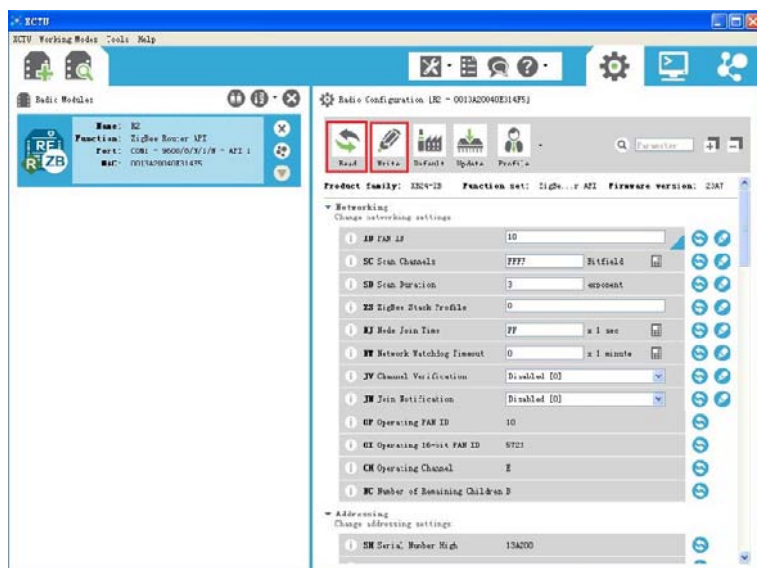 XCTU
XCTU Working Modes Tools Help
Radio Modules
Name: R2
Function: ZigBee Router API
Port: COM1 - 9600/8/N/1/N - API 1
MAC: 0013A20040E314F5
Radio Configuration [R2 - 0013A20040E314F5]
Read Write Default Update Profile
Parameter
Product family: XB24-ZB Function set: ZigBe...r API Firmware version: 23A7
Networking
Change networking settings
ID PAN ID 10
SC Scan Channels FFFF Bitfield
SD Scan Duration 3 exponent
ZS ZigBee Stack Profile 0
NJ Node Join Time FF x 1 sec
NW Network Watchdog Timeout 0 x 1 minute
JV Channel Verification Disabled [0]
JN Join Notification Disabled [0]
OP Operating PAN ID 10
OI Operating 16-bit PAN ID
CH Operating Channel
NC Number of Remaining Children B
Addressing
Change addressing settings
SH Serial Number High 13A200